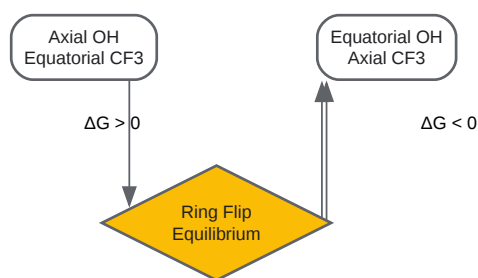 Axial OH
Equatorial CF3
Equatorial OH
Axial CF3
ΔG > 0
ΔG < 0
Ring Flip
Equilibrium